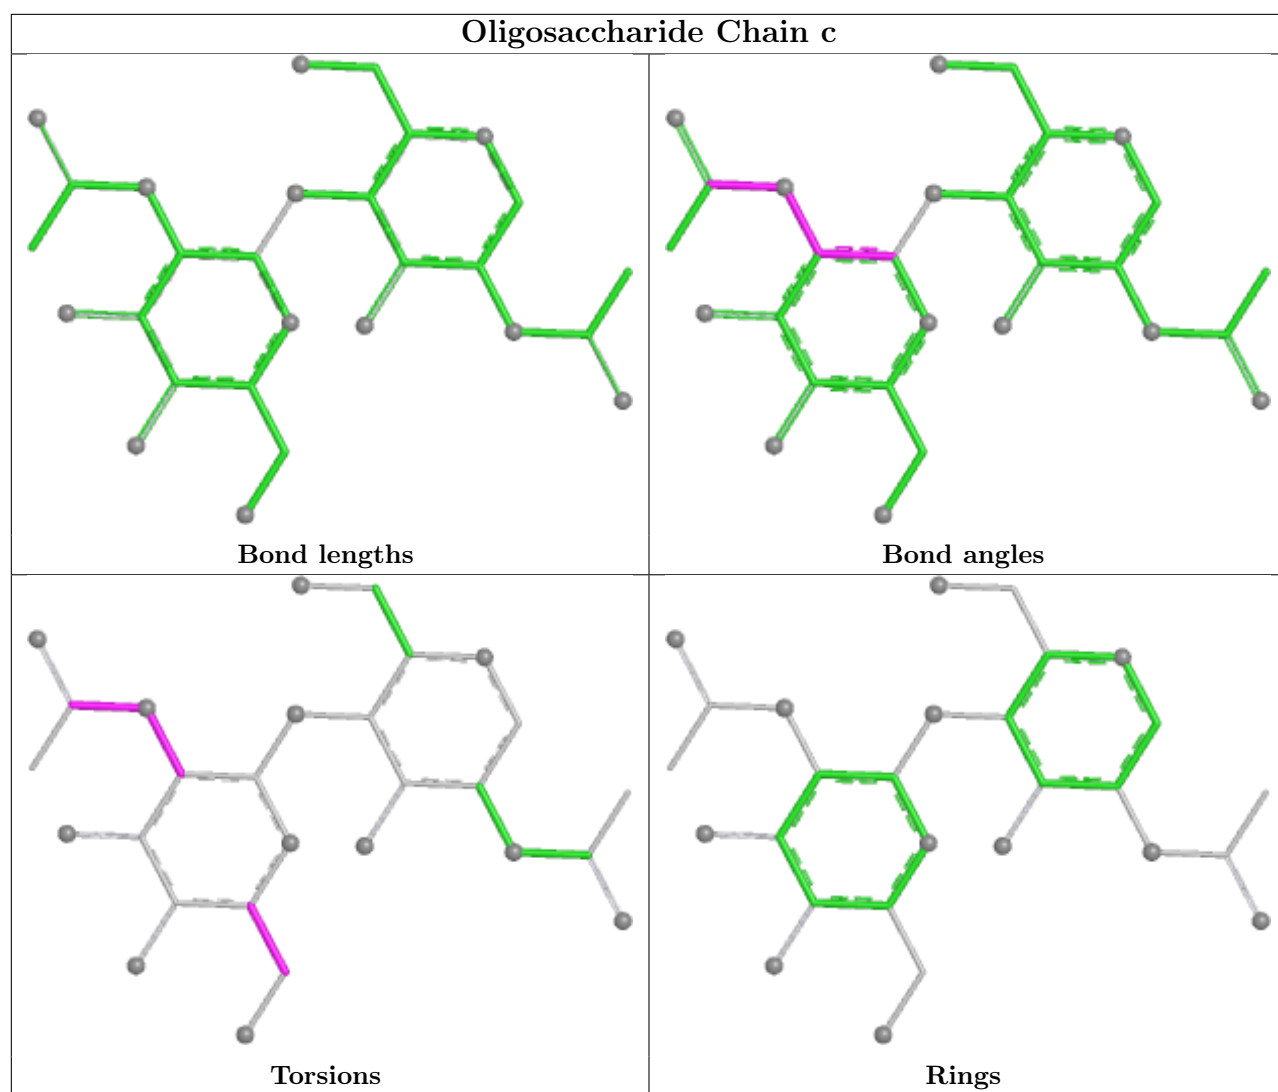 Oligosaccharide Chain c
Bond lengths
Bond angles
Torsions
Rings